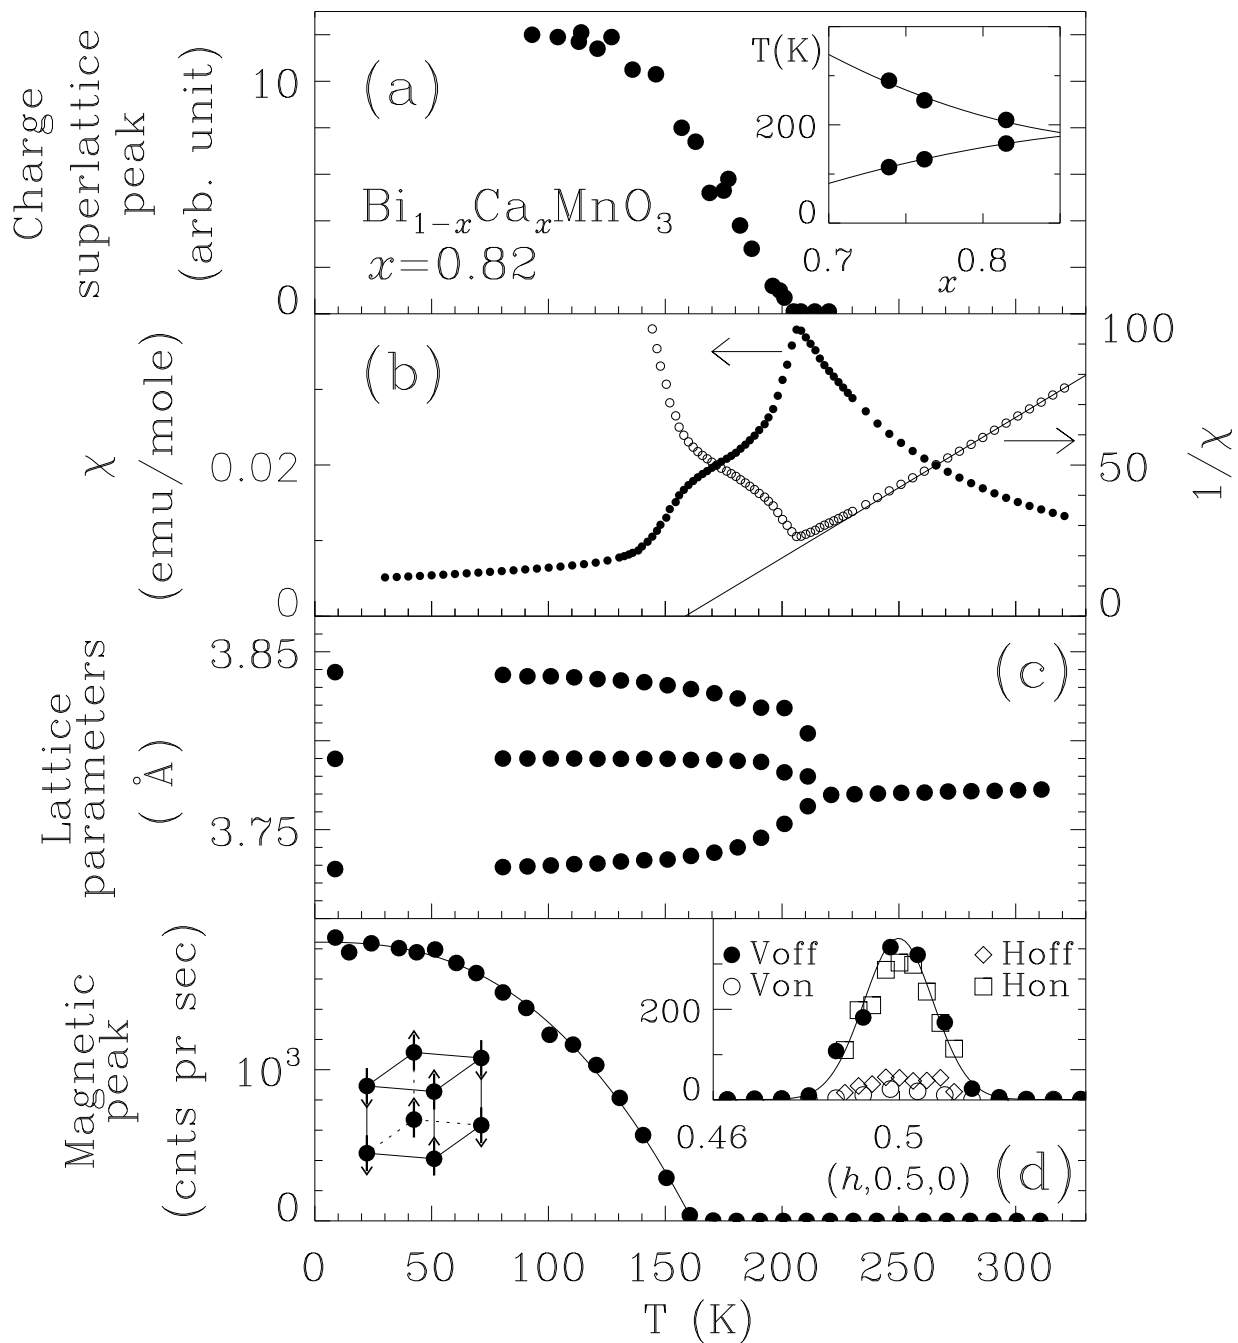 Charge
superlattice
peak
(arb. unit)
10
0
(a)
Bi1−xCaxMnO3
x=0.82
T(K)
200
0
0.7
0.8
x
χ
(emu/mole)
0.02
0
(b)
100
50
0
1/χ
Lattice
parameters
( Å )
3.85
3.75
(c)
Magnetic
peak
(cnts pr sec)
10³
0
Voff
Von
Hoff
Hon
200
0
0.46
0.5
(h,0.5,0)
(d)
0 50 100 150 200 250 300
T (K)